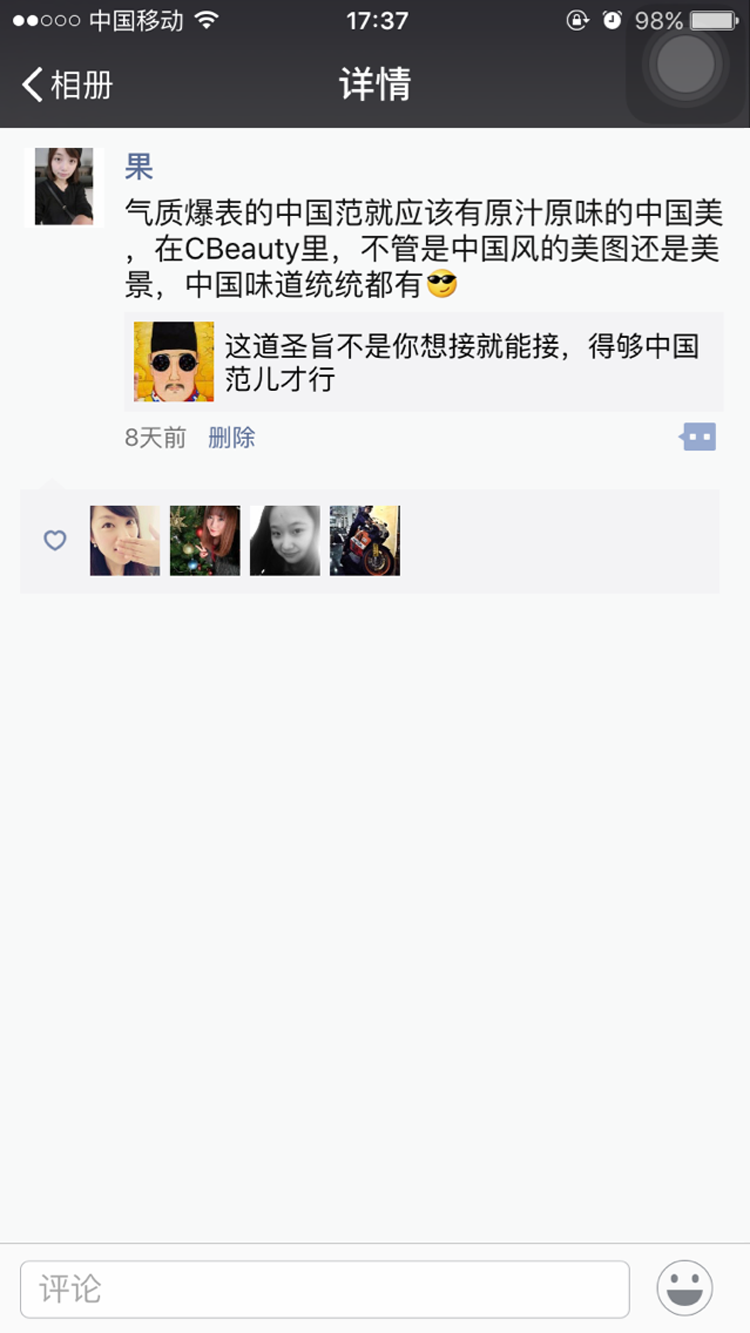 中国移动 17:37 98%
相册 详情
果
气质爆表的中国范就应该有原汁原味的中国美
，在CBeauty里，不管是中国风的美图还是美
景，中国味道统统都有😎
这道圣旨不是你想接就能接，得够中国
范儿才行
8天前 删除
评论